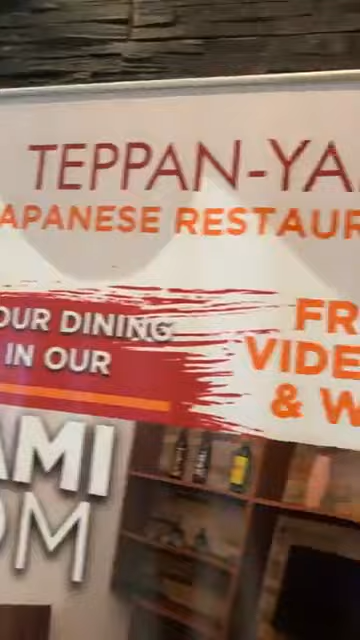 TEPPAN-YA
APANESE RESTAUR
OUR DINING
IN OUR
FR
VIDE
& W
AMI
OM